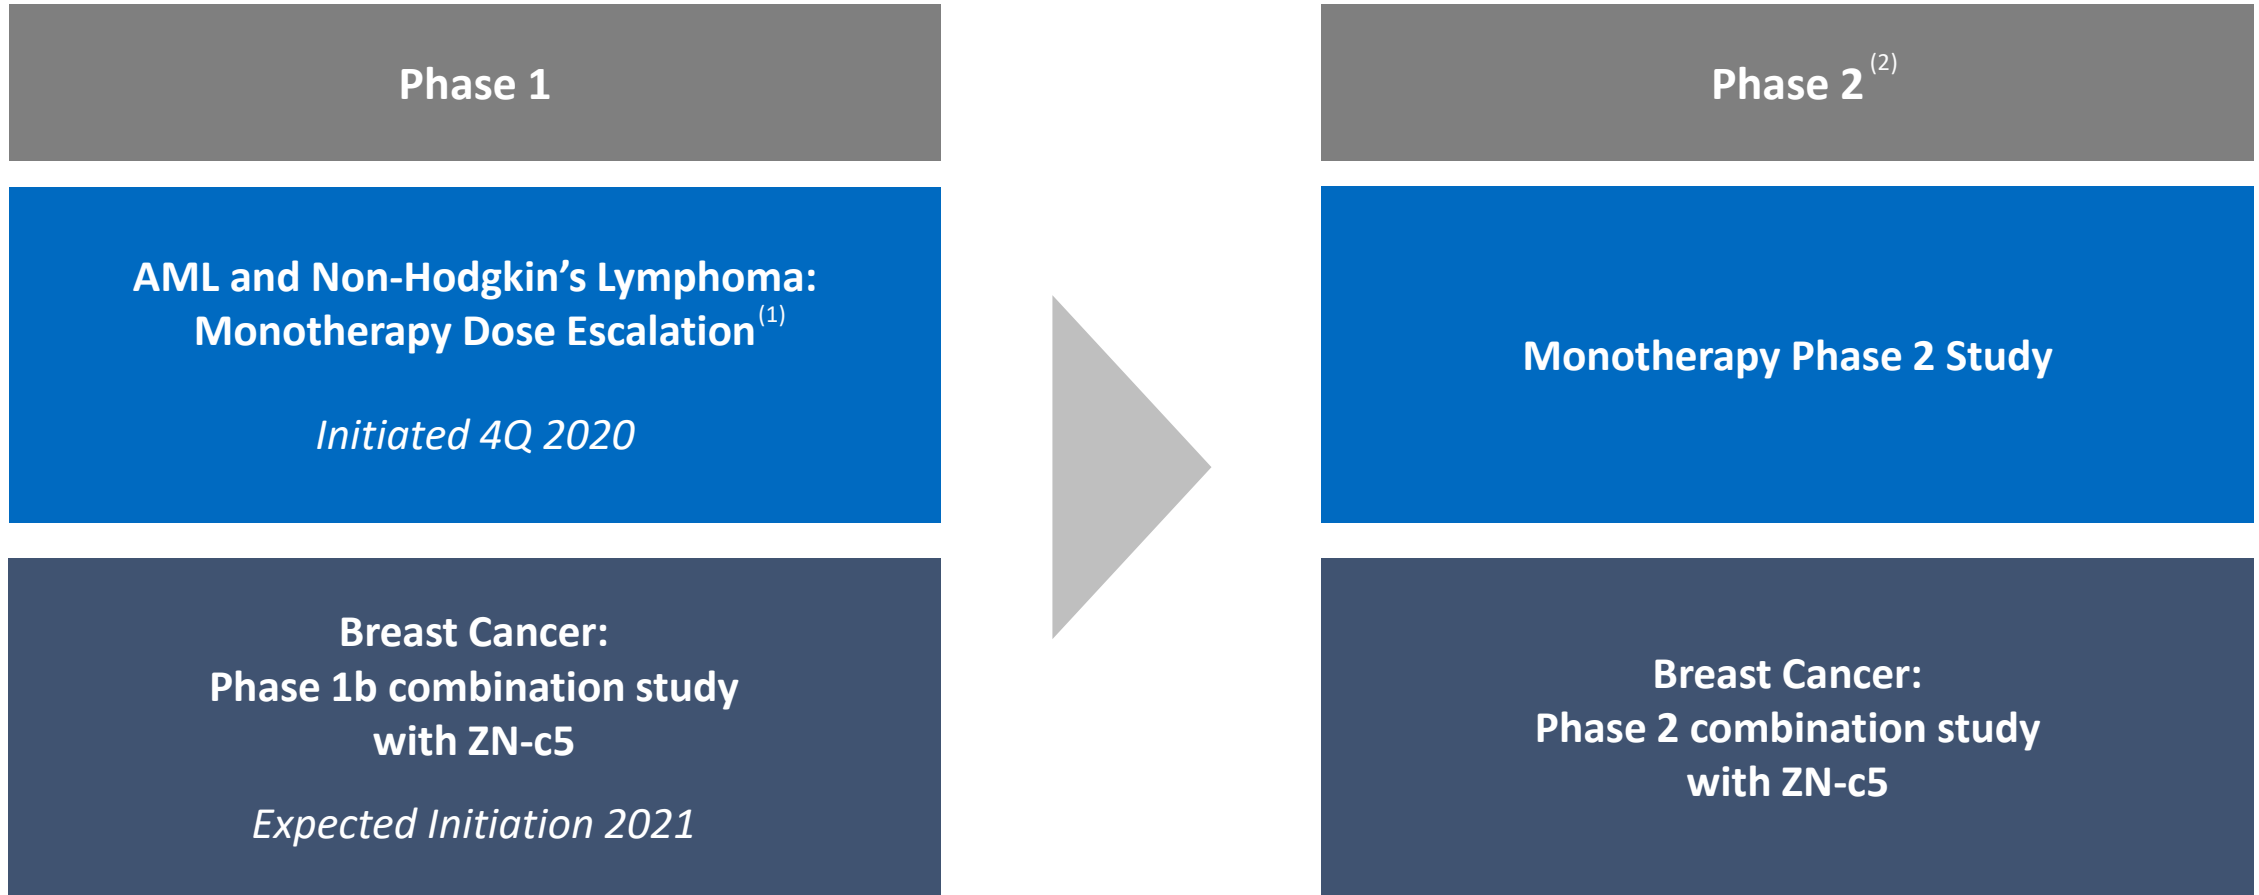 Phase 1
AML and Non-Hodgkin’s Lymphoma:
Monotherapy Dose Escalation(1)
Initiated 4Q 2020
Breast Cancer:
Phase 1b combination study
with ZN-c5
Expected Initiation 2021
Phase 2(2)
Monotherapy Phase 2 Study
Breast Cancer:
Phase 2 combination study
with ZN-c5